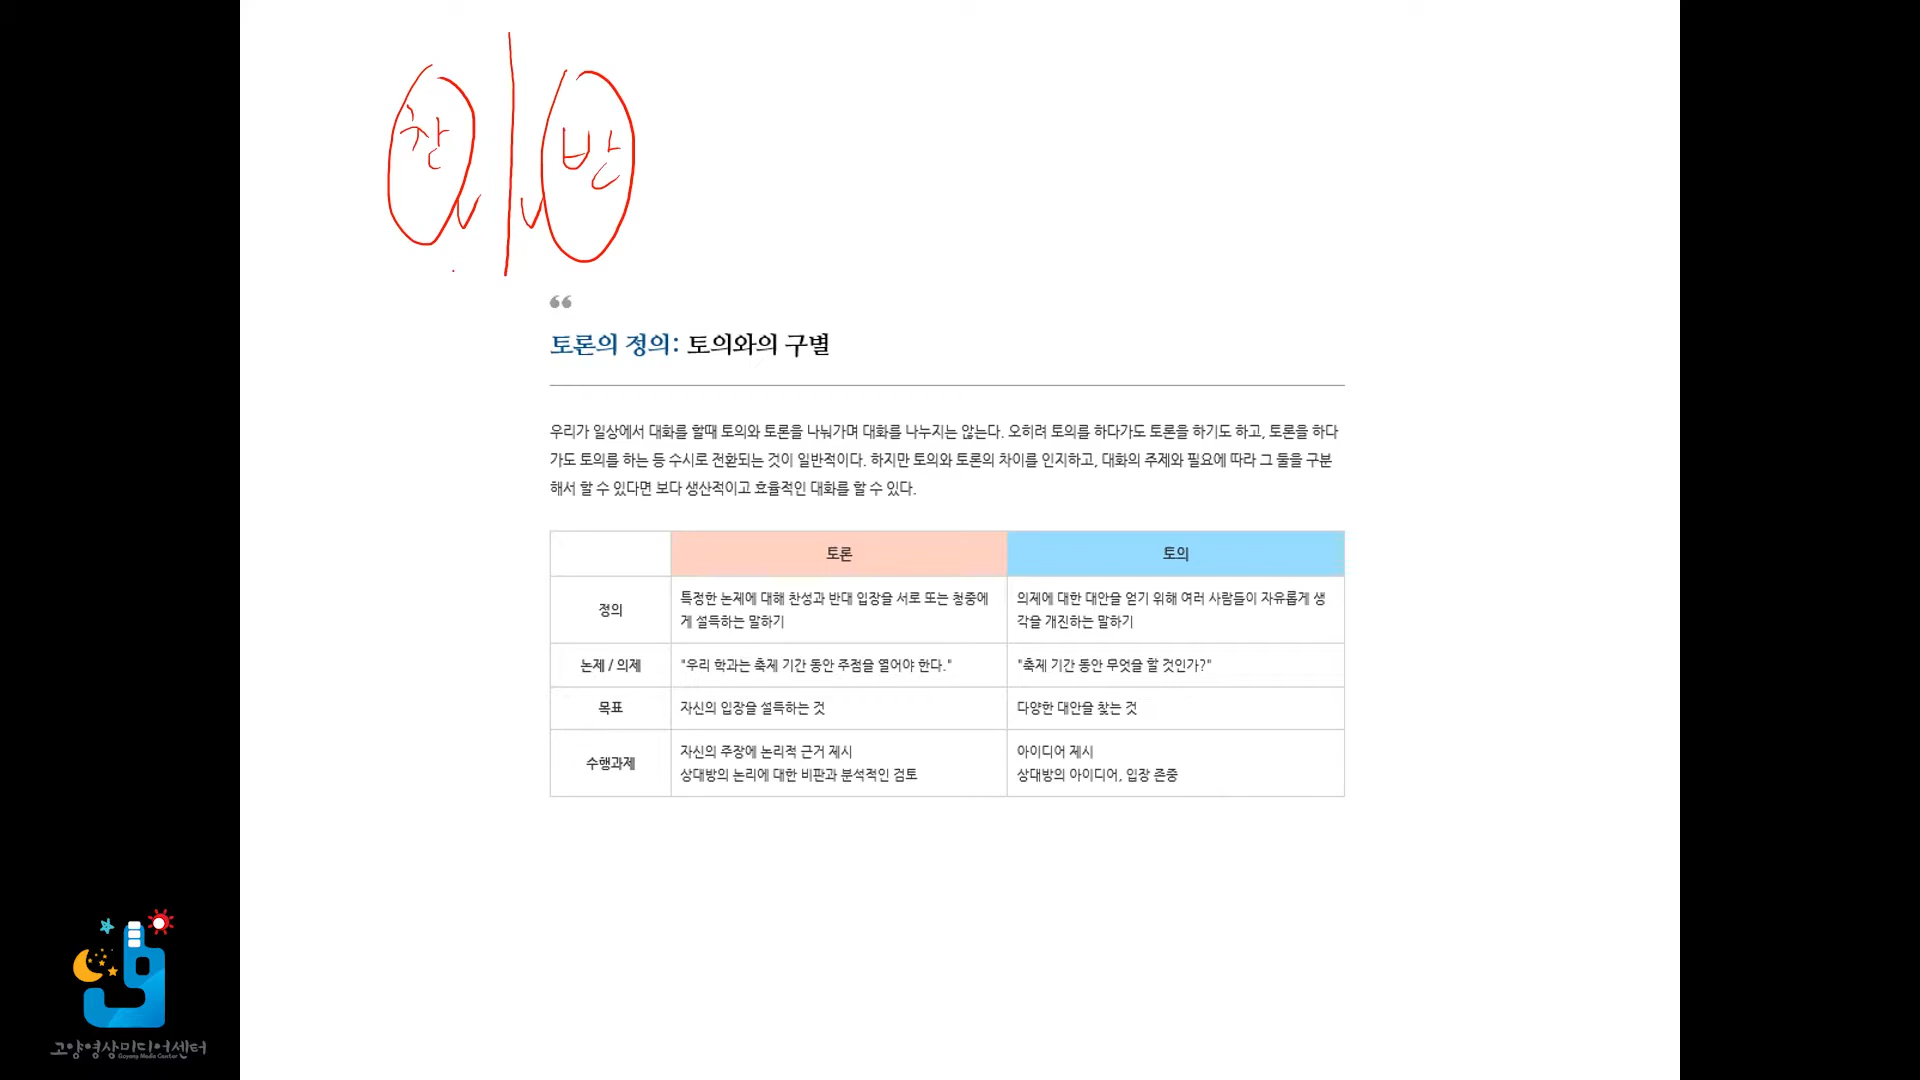 찬 반
토론의 정의: 토의와의 구별
우리가 일상에서 대화를 할때 토의와 토론을 나눠가며 대화를 나누지는 않는다. 오히려 토의를 하다가도 토론을 하기도 하고, 토론을 하다
가도 토의를 하는 등 수시로 전환되는 것이 일반적이다. 하지만 토의와 토론의 차이를 인지하고, 대화의 주제와 필요에 따라 그 둘을 구분
해서 할 수 있다면 보다 생산적이고 효율적인 대화를 할 수 있다.
토론 토의
정의 특정한 논제에 대해 찬성과 반대 입장을 서로 또는 청중에 의제에 대한 대안을 얻기 위해 여러 사람들이 자유롭게 생
게 설득하는 말하기 각을 개진하는 말하기
논제 / 의제 "우리 학과는 축제 기간 동안 주점을 열어야 한다." "축제 기간 동안 무엇을 할 것인가?"
목표 자신의 입장을 설득하는 것 다양한 대안을 찾는 것
수행과제 자신의 주장에 논리적 근거 제시 아이디어 제시
상대방의 논리에 대한 비판과 분석적인 검토 상대방의 아이디어, 입장 존중
고양영상미디어센터
Goyang Media Center